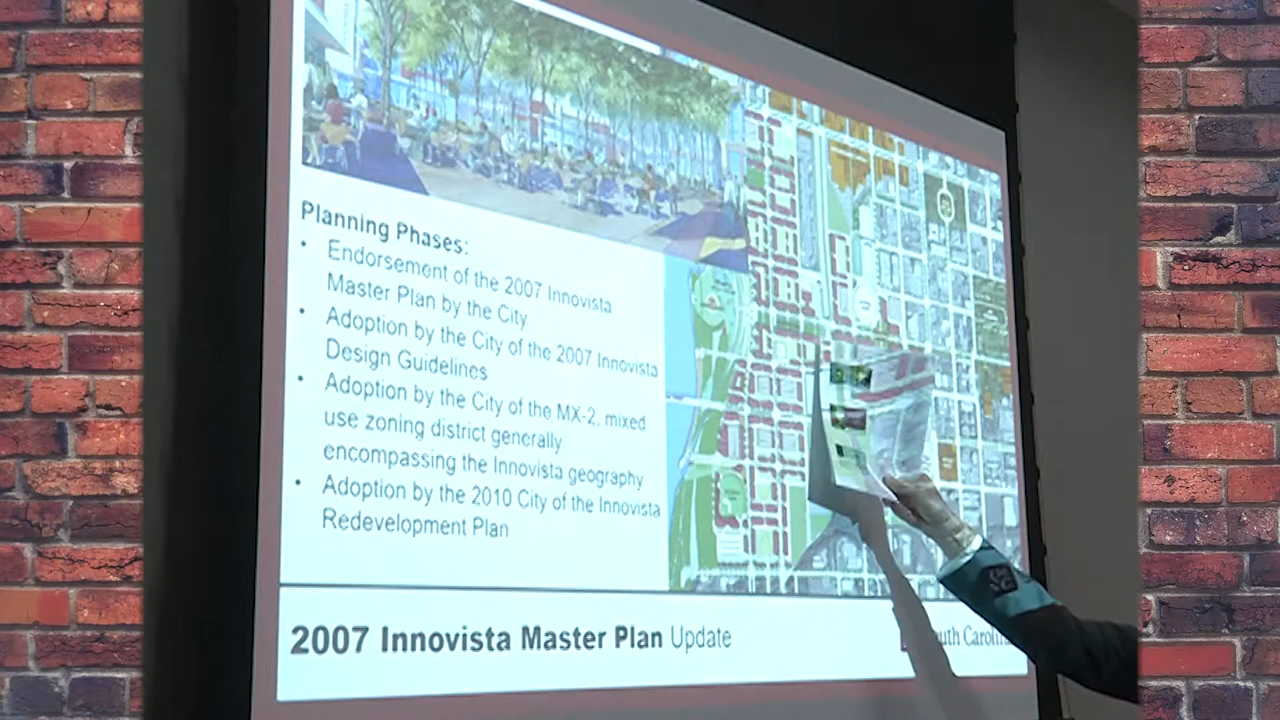 Planning Phases:
• Endorsement of the 2007 Innovista
Master Plan by the City
• Adoption by the City of the 2007 Innovista
Design Guidelines
• Adoption by the City of the MX-2, mixed
use zoning district generally
encompassing the Innovista geography
• Adoption by the 2010 City of the Innovista
Redevelopment Plan
2007 Innovista Master Plan Update